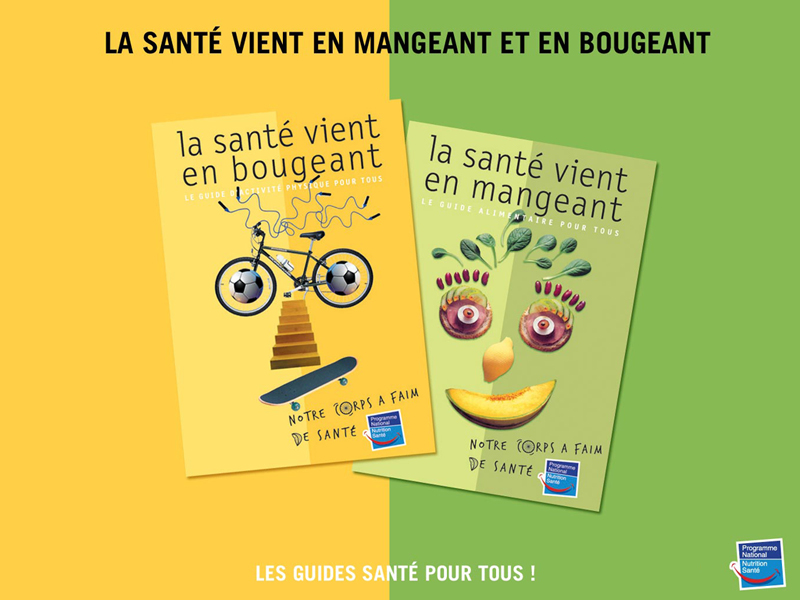 LA SANTÉ VIENT EN MANGEANT ET EN BOUGEANT
la santé vient
en bougeant
LE GUIDE D'ACTIVITÉ PHYSIQUE POUR TOUS
NOTRE CORPS A FAIM
DE SANTÉ
Programme
National
Nutrition
Santé
la santé vient
en mangeant
LE GUIDE ALIMENTAIRE POUR TOUS
NOTRE CORPS A FAIM
DE SANTÉ
Programme
National
Nutrition
Santé
LES GUIDES SANTÉ POUR TOUS !
Programme
National
Nutrition
Santé